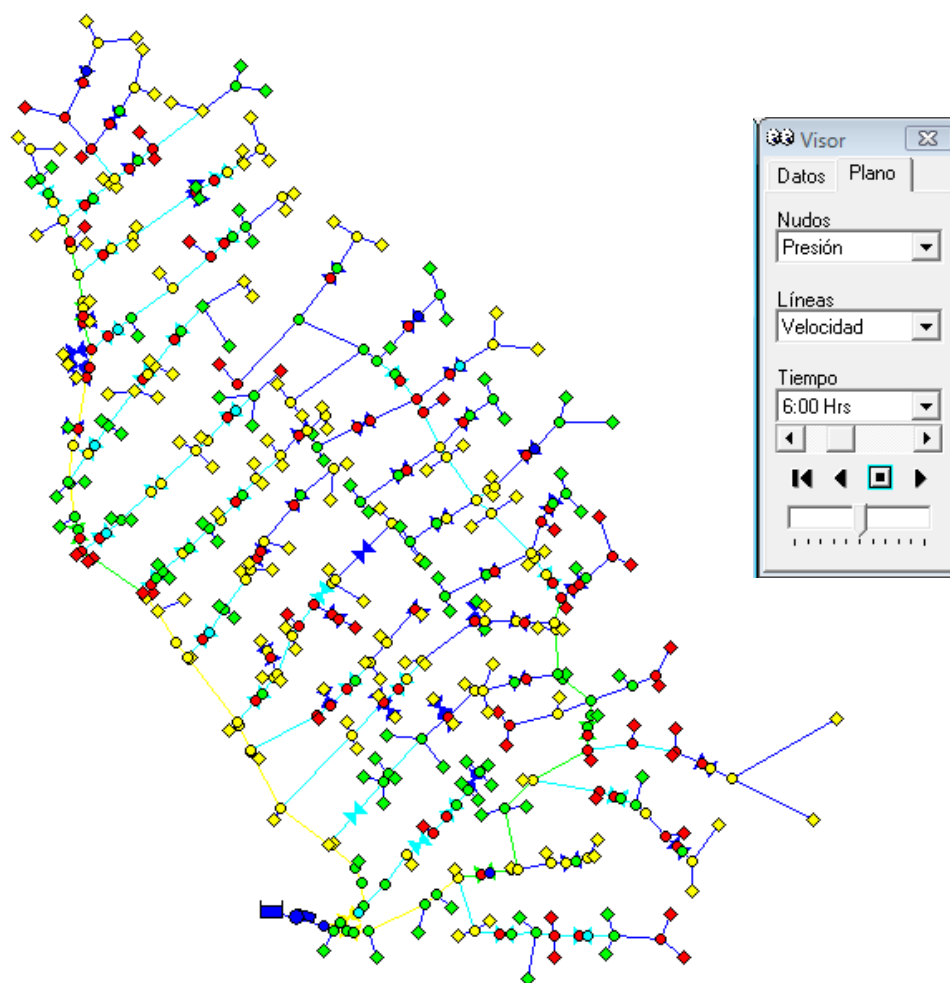 Visor
Datos
Plano
Nudos
Presión
Líneas
Velocidad
Tiempo
6:00 Hrs